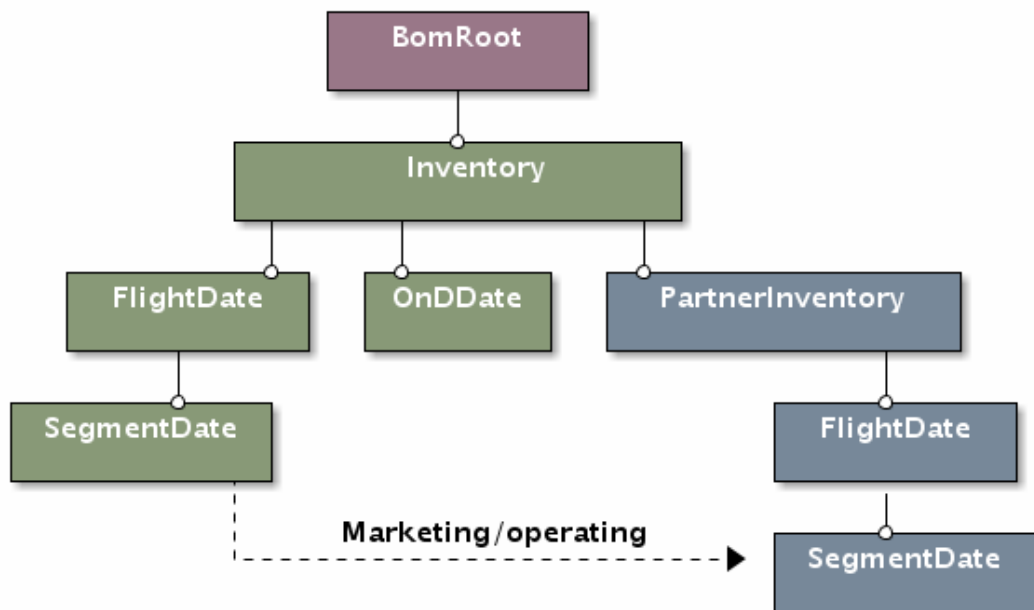 BomRoot
Inventory
FlightDate
OnDDate
PartnerInventory
SegmentDate
FlightDate
Marketing/operating
SegmentDate